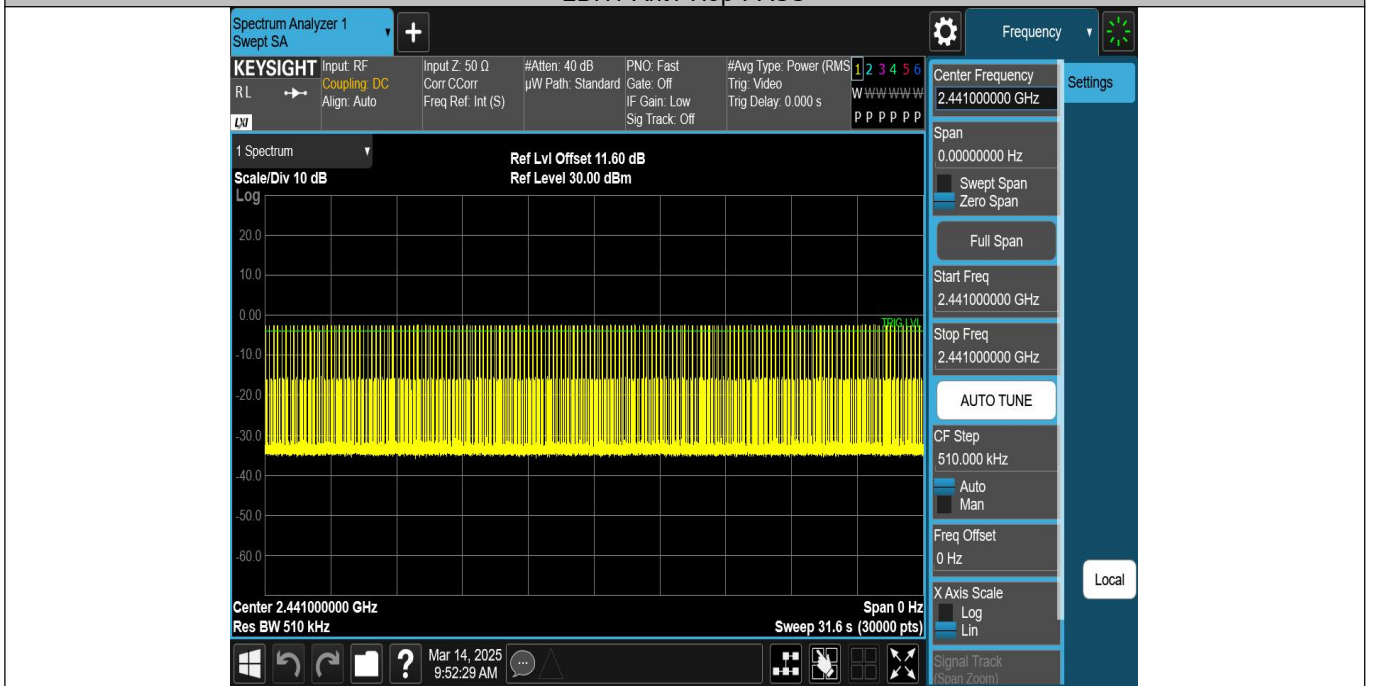 Spectrum Analyzer 1
Swept SA
+
Frequency
KEYSIGHT
RL
LXI
Input: RF
Coupling: DC
Align: Auto
Input Z: 50 Ω
Corr CCorr
Freq Ref: Int (S)
#Atten: 40 dB
µW Path: Standard
PNO: Fast
Gate: Off
IF Gain: Low
Sig Track: Off
#Avg Type: Power (RMS
Trig: Video
Trig Delay: 0.000 s
1 2 3 4 5 6
W W W W W W
P P P P P P
1 Spectrum
Scale/Div 10 dB
Ref Lvl Offset 11.60 dB
Ref Level 30.00 dBm
Log
20.0
10.0
0.00
TRIG LVL
-10.0
-20.0
-30.0
-40.0
-50.0
-60.0
Center 2.441000000 GHz
Res BW 510 kHz
Span 0 Hz
Sweep 31.6 s (30000 pts)
Center Frequency
2.441000000 GHz
Settings
Span
0.00000000 Hz
Swept Span
Zero Span
Full Span
Start Freq
2.441000000 GHz
Stop Freq
2.441000000 GHz
AUTO TUNE
CF Step
510.000 kHz
Auto
Man
Freq Offset
0 Hz
X Axis Scale
Log
Lin
Local
Signal Track
(Span Zoom)
?
Mar 14, 2025
9:52:29 AM